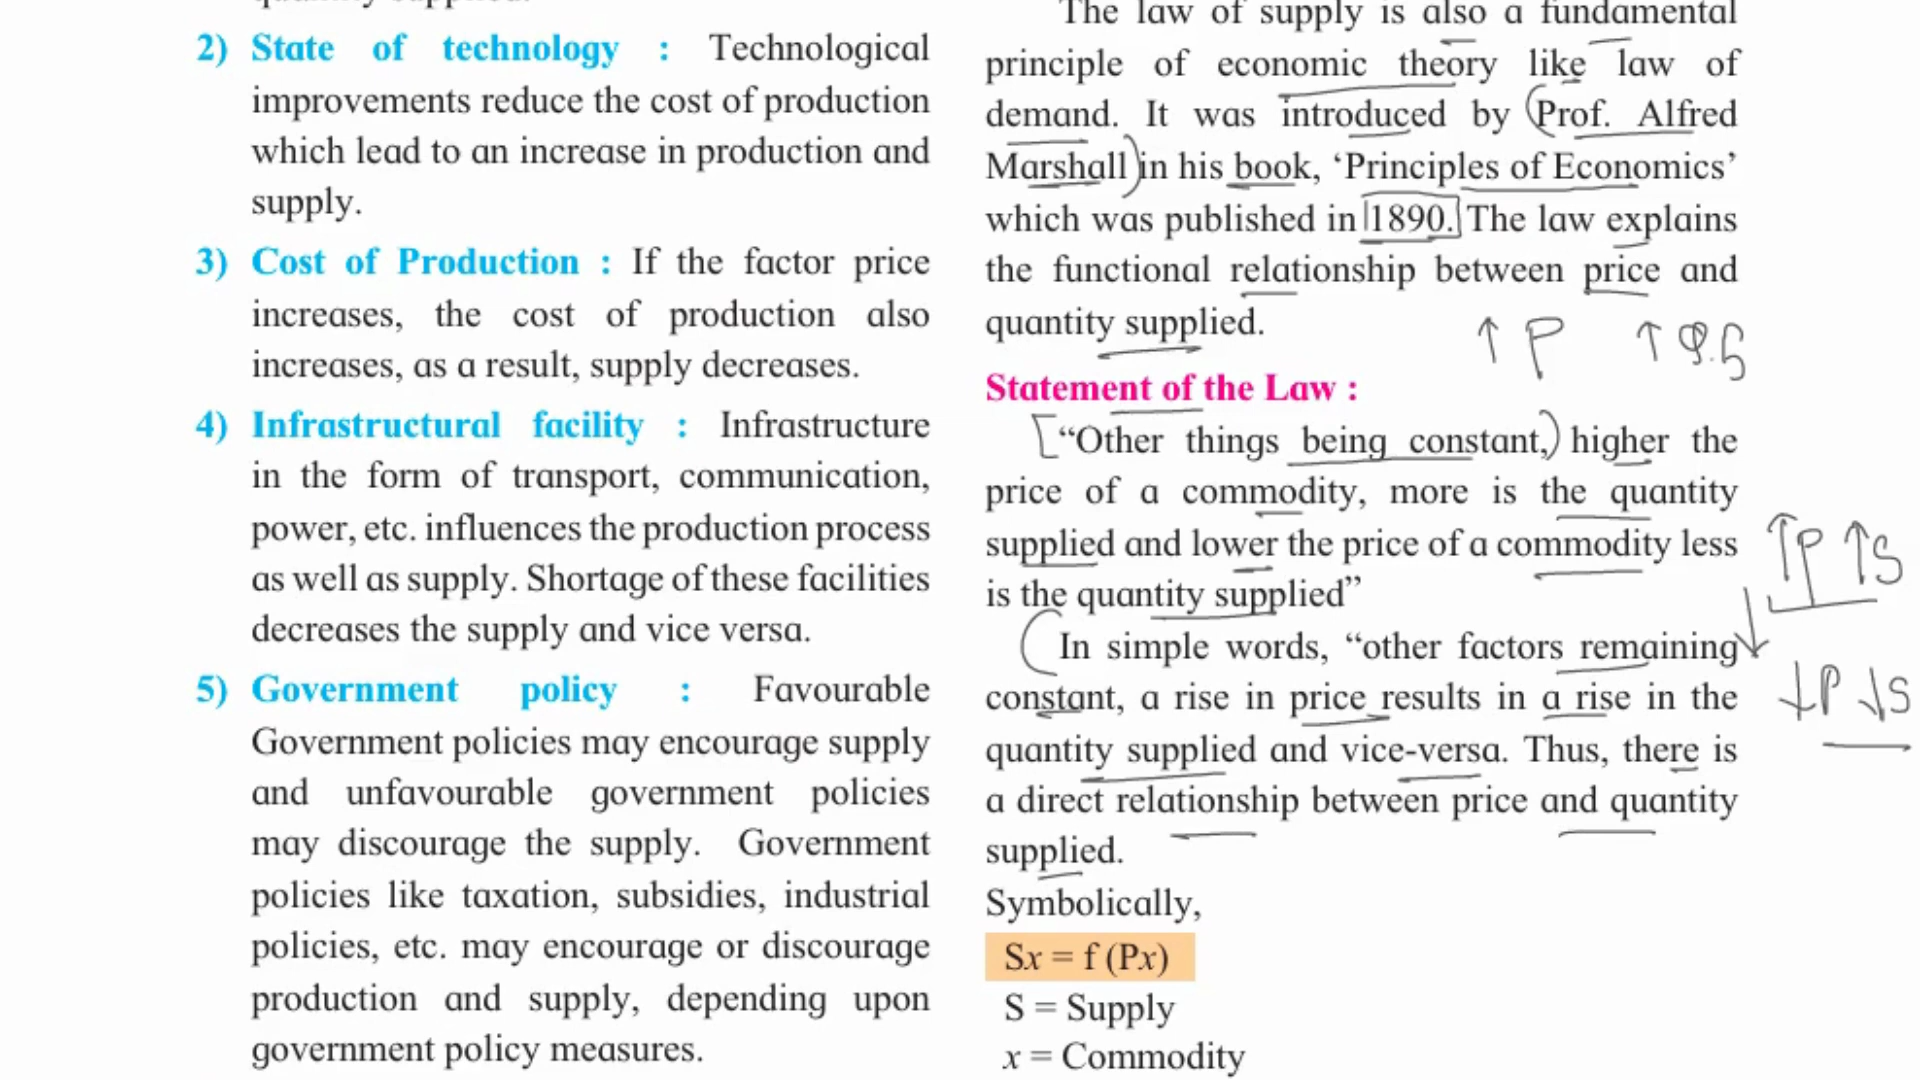 quantity supplied.
2) State of technology : Technological
improvements reduce the cost of production
which lead to an increase in production and
supply.
3) Cost of Production : If the factor price
increases, the cost of production also
increases, as a result, supply decreases.
4) Infrastructural facility : Infrastructure
in the form of transport, communication,
power, etc. influences the production process
as well as supply. Shortage of these facilities
decreases the supply and vice versa.
5) Government policy : Favourable
Government policies may encourage supply
and unfavourable government policies
may discourage the supply. Government
policies like taxation, subsidies, industrial
policies, etc. may encourage or discourage
production and supply, depending upon
government policy measures.
The law of supply is also a fundamental
principle of economic theory like law of
demand. It was introduced by Prof. Alfred
Marshall in his book, ‘Principles of Economics’
which was published in 1890. The law explains
the functional relationship between price and
quantity supplied.
↑ P ↑ Q.S
Statement of the Law :
“Other things being constant, higher the
price of a commodity, more is the quantity
supplied and lower the price of a commodity less
is the quantity supplied”
↑P ↑S
In simple words, “other factors remaining
constant, a rise in price results in a rise in the
↓P ↓S
quantity supplied and vice-versa. Thus, there is
a direct relationship between price and quantity
supplied.
Symbolically,
Sx = f (Px)
S = Supply
x = Commodity